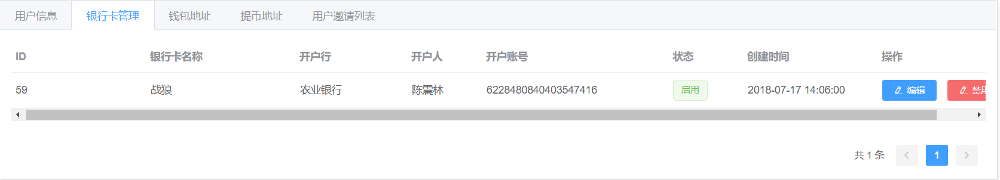 用户信息 银行卡管理 钱包地址 提币地址 用户邀请列表
ID 银行卡名称 开户行 开户人 开户账号 状态 创建时间 操作
59 战狼 农业银行 陈震林 6228480840403547416 启用 2018-07-17 14:06:00 编辑 禁用
共 1 条 1